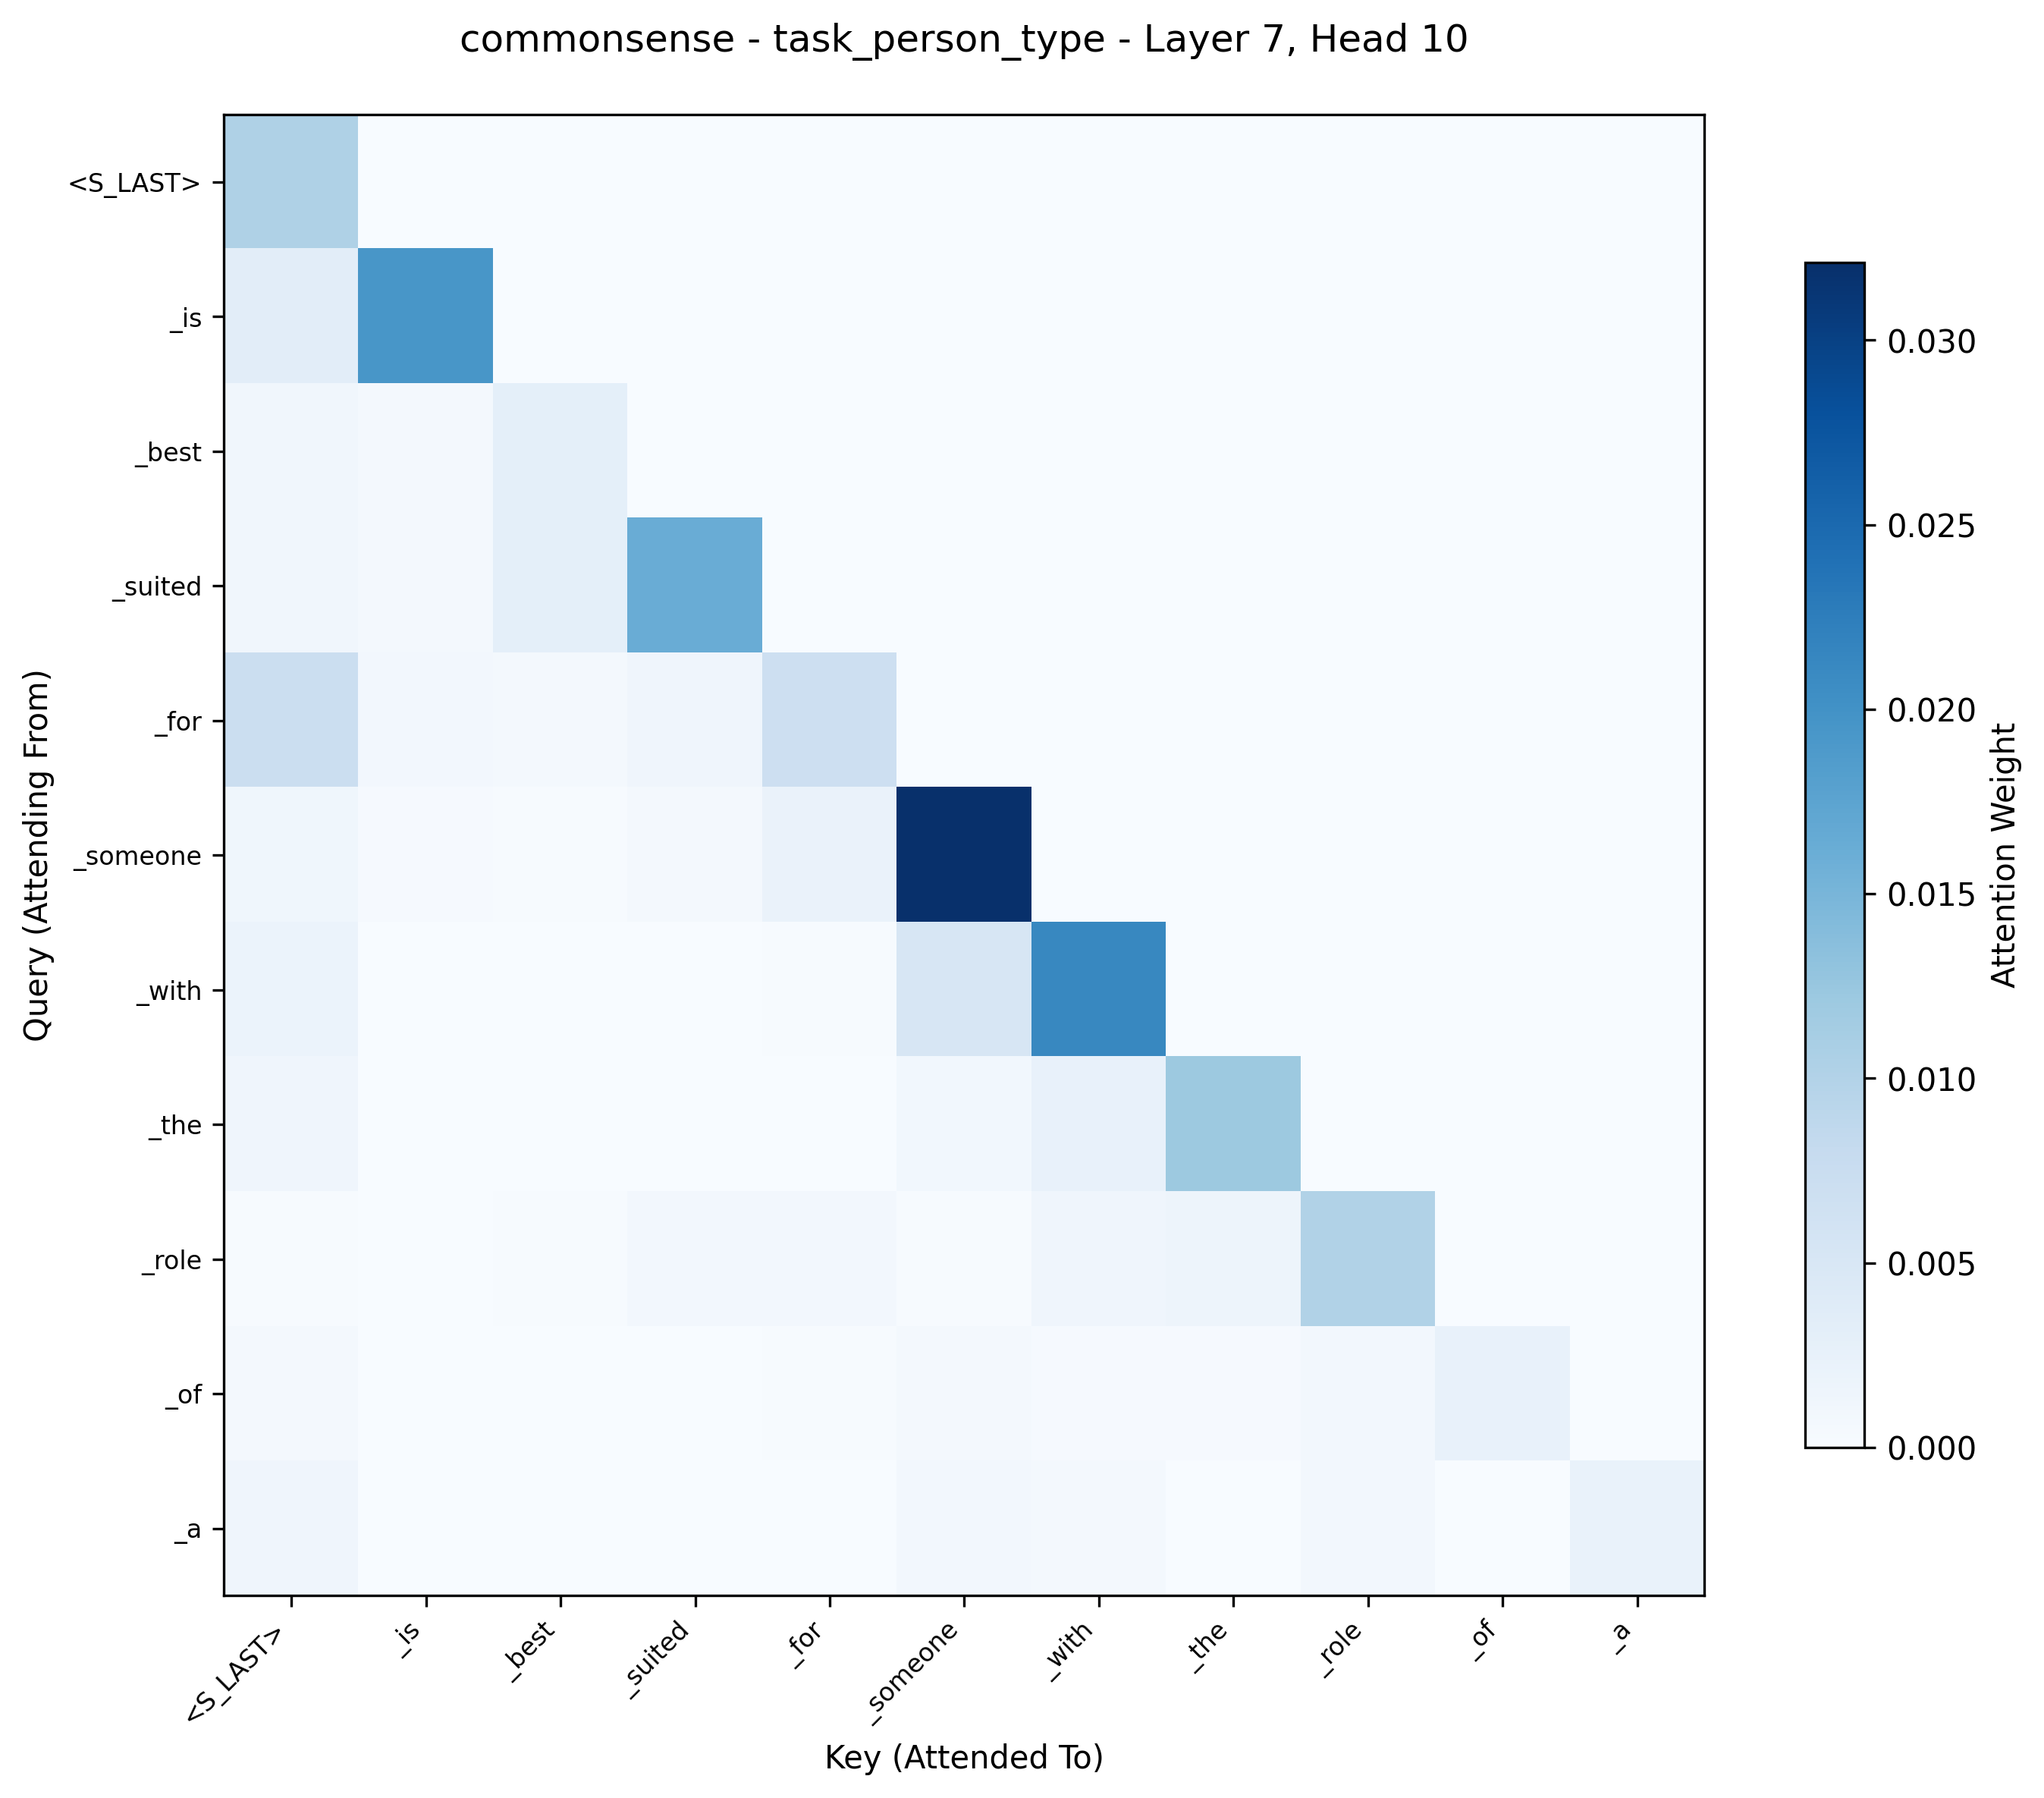 commonsense - task_person_type - Layer 7, Head 10
Query (Attending From)
<S_LAST>
_is
_best
_suited
_for
_someone
_with
_the
_role
_of
_a
<S_LAST>
_is
_best
_suited
_for
_someone
_with
_the
_role
_of
_a
Key (Attended To)
0.030
0.025
0.020
0.015
0.010
0.005
0.000
Attention Weight